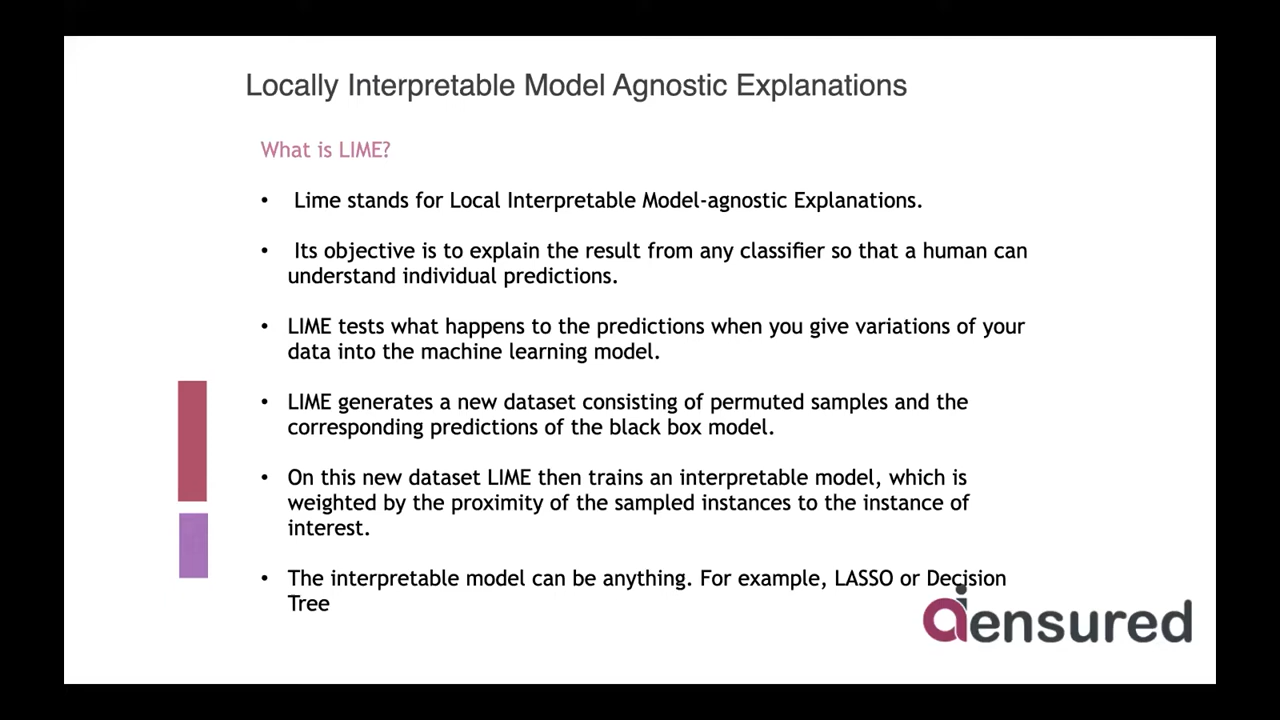 Locally Interpretable Model Agnostic Explanations
What is LIME?
• Lime stands for Local Interpretable Model-agnostic Explanations.
• Its objective is to explain the result from any classifier so that a human can
understand individual predictions.
• LIME tests what happens to the predictions when you give variations of your
data into the machine learning model.
• LIME generates a new dataset consisting of permuted samples and the
corresponding predictions of the black box model.
• On this new dataset LIME then trains an interpretable model, which is
weighted by the proximity of the sampled instances to the instance of
interest.
• The interpretable model can be anything. For example, LASSO or Decision
Tree
aiensured